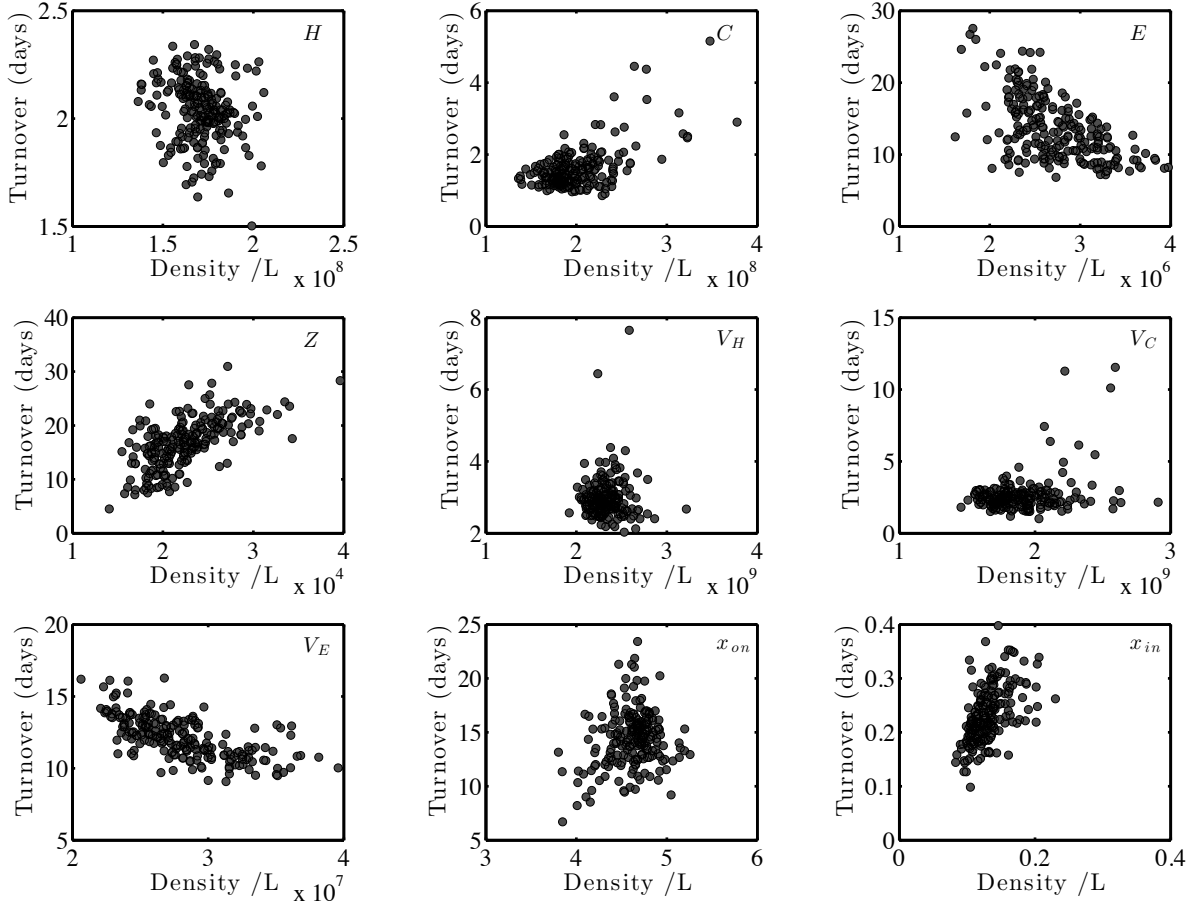 H
2.5
2
1.5
Turnover (days)
1 1.5 2 2.5
Density /L
x 10^8
C
6
4
2
0
Turnover (days)
1 2 3 4
Density /L
x 10^8
E
30
20
10
0
Turnover (days)
1 2 3 4
Density /L
x 10^6
Z
40
30
20
10
0
Turnover (days)
1 2 3 4
Density /L
x 10^4
V_H
8
6
4
2
Turnover (days)
1 2 3 4
Density /L
x 10^9
V_C
15
10
5
0
Turnover (days)
1 2 3
Density /L
x 10^9
V_E
20
15
10
5
Turnover (days)
2 3 4
Density /L
x 10^7
x_on
25
20
15
10
5
Turnover (days)
3 4 5 6
Density /L
x_in
0.4
0.3
0.2
0.1
0
Turnover (days)
0 0.2 0.4
Density /L